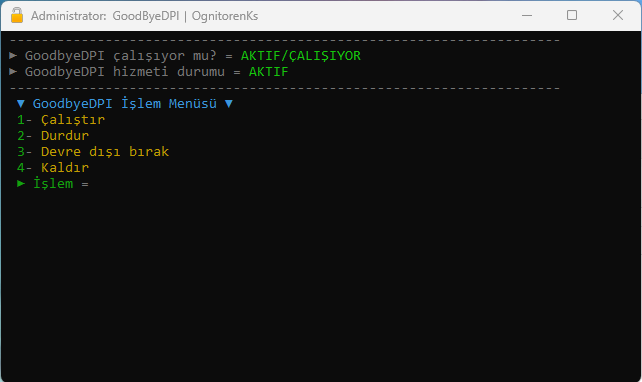 Administrator: GoodByeDPI | OgnitorenKs
---------------------------------------------------------------------
► GoodbyeDPI çalışıyor mu? = AKTIF/ÇALIŞIYOR
► GoodbyeDPI hizmeti durumu = AKTIF
---------------------------------------------------------------------
▼ GoodbyeDPI İşlem Menüsü ▼
1- Çalıştır
2- Durdur
3- Devre dışı bırak
4- Kaldır
► İşlem =